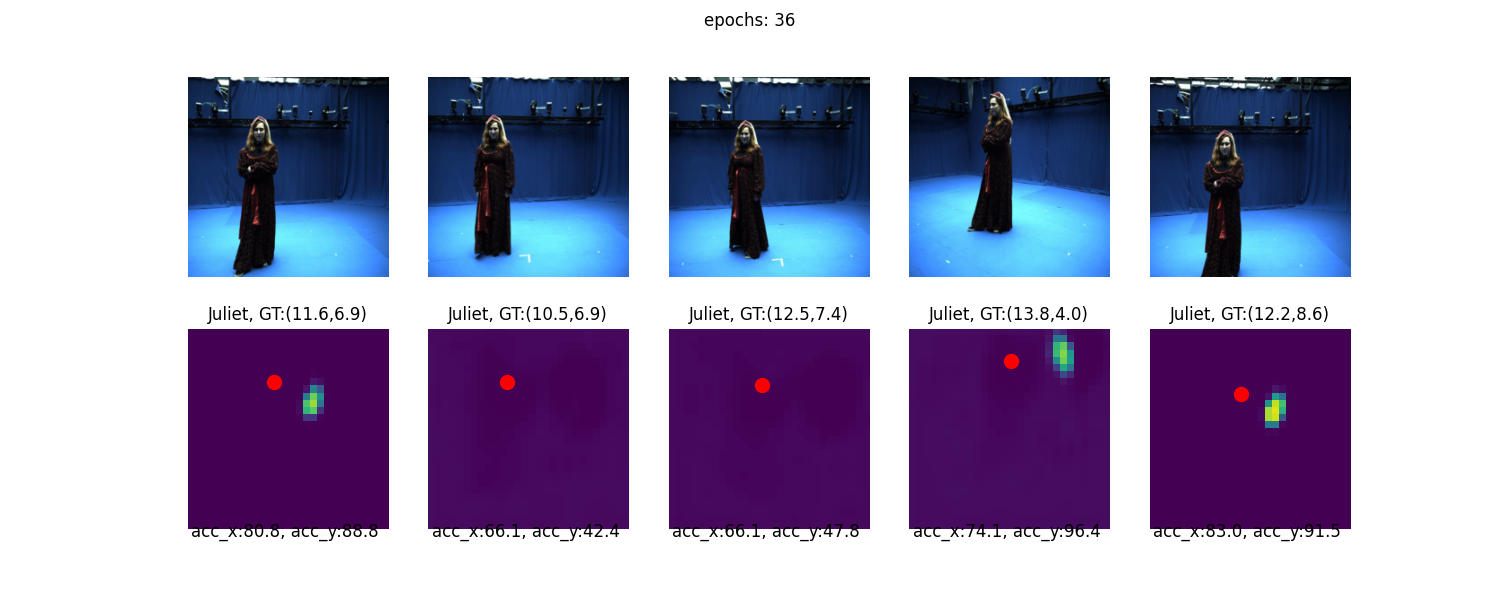 epochs: 36
Juliet, GT:(11.6,6.9)
Juliet, GT:(10.5,6.9)
Juliet, GT:(12.5,7.4)
Juliet, GT:(13.8,4.0)
Juliet, GT:(12.2,8.6)
acc_x:80.8, acc_y:88.8
acc_x:66.1, acc_y:42.4
acc_x:66.1, acc_y:47.8
acc_x:74.1, acc_y:96.4
acc_x:83.0, acc_y:91.5